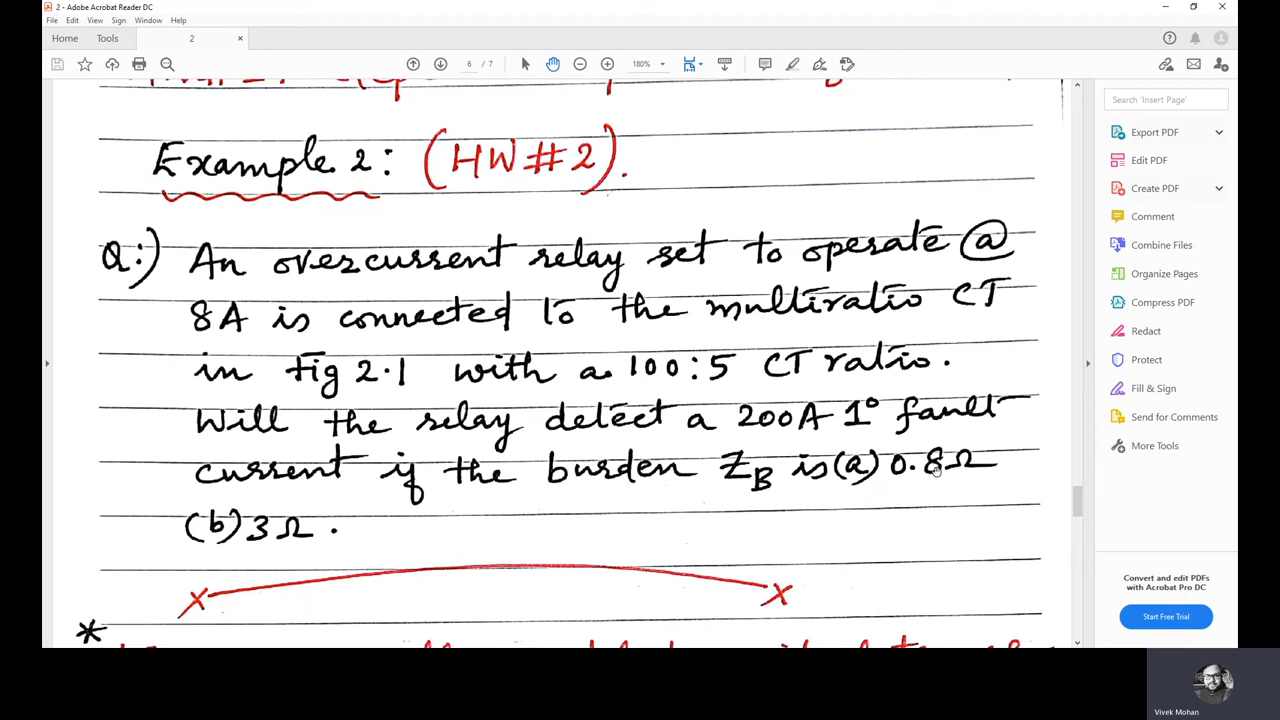 2 - Adobe Acrobat Reader DC
File Edit View Sign Window Help
Home Tools 2 ×
6 / 7 180%
Example 2: (HW#2).
Q:) An overcurrent relay set to operate @
8A is connected to the multiratio CT
in Fig 2.1 with a 100:5 CT ratio.
Will the relay detect a 200A 1° fault
current if the burden ZB is (a) 0.8Ω
(b) 3Ω.
x x
*
Search 'Insert Page'
Export PDF
Edit PDF
Create PDF
Comment
Combine Files
Organize Pages
Compress PDF
Redact
Protect
Fill & Sign
Send for Comments
More Tools
Convert and edit PDFs
with Acrobat Pro DC
Start Free Trial
Vivek Mohan